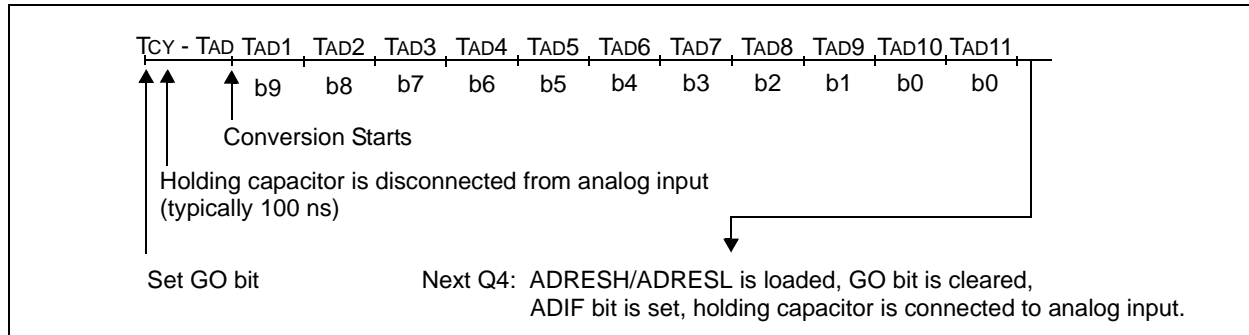 TCY - TAD TAD1 TAD2 TAD3 TAD4 TAD5 TAD6 TAD7 TAD8 TAD9 TAD10 TAD11
b9 b8 b7 b6 b5 b4 b3 b2 b1 b0 b0
Conversion Starts
Holding capacitor is disconnected from analog input
(typically 100 ns)
Set GO bit
Next Q4: ADRESH/ADRESL is loaded, GO bit is cleared,
ADIF bit is set, holding capacitor is connected to analog input.